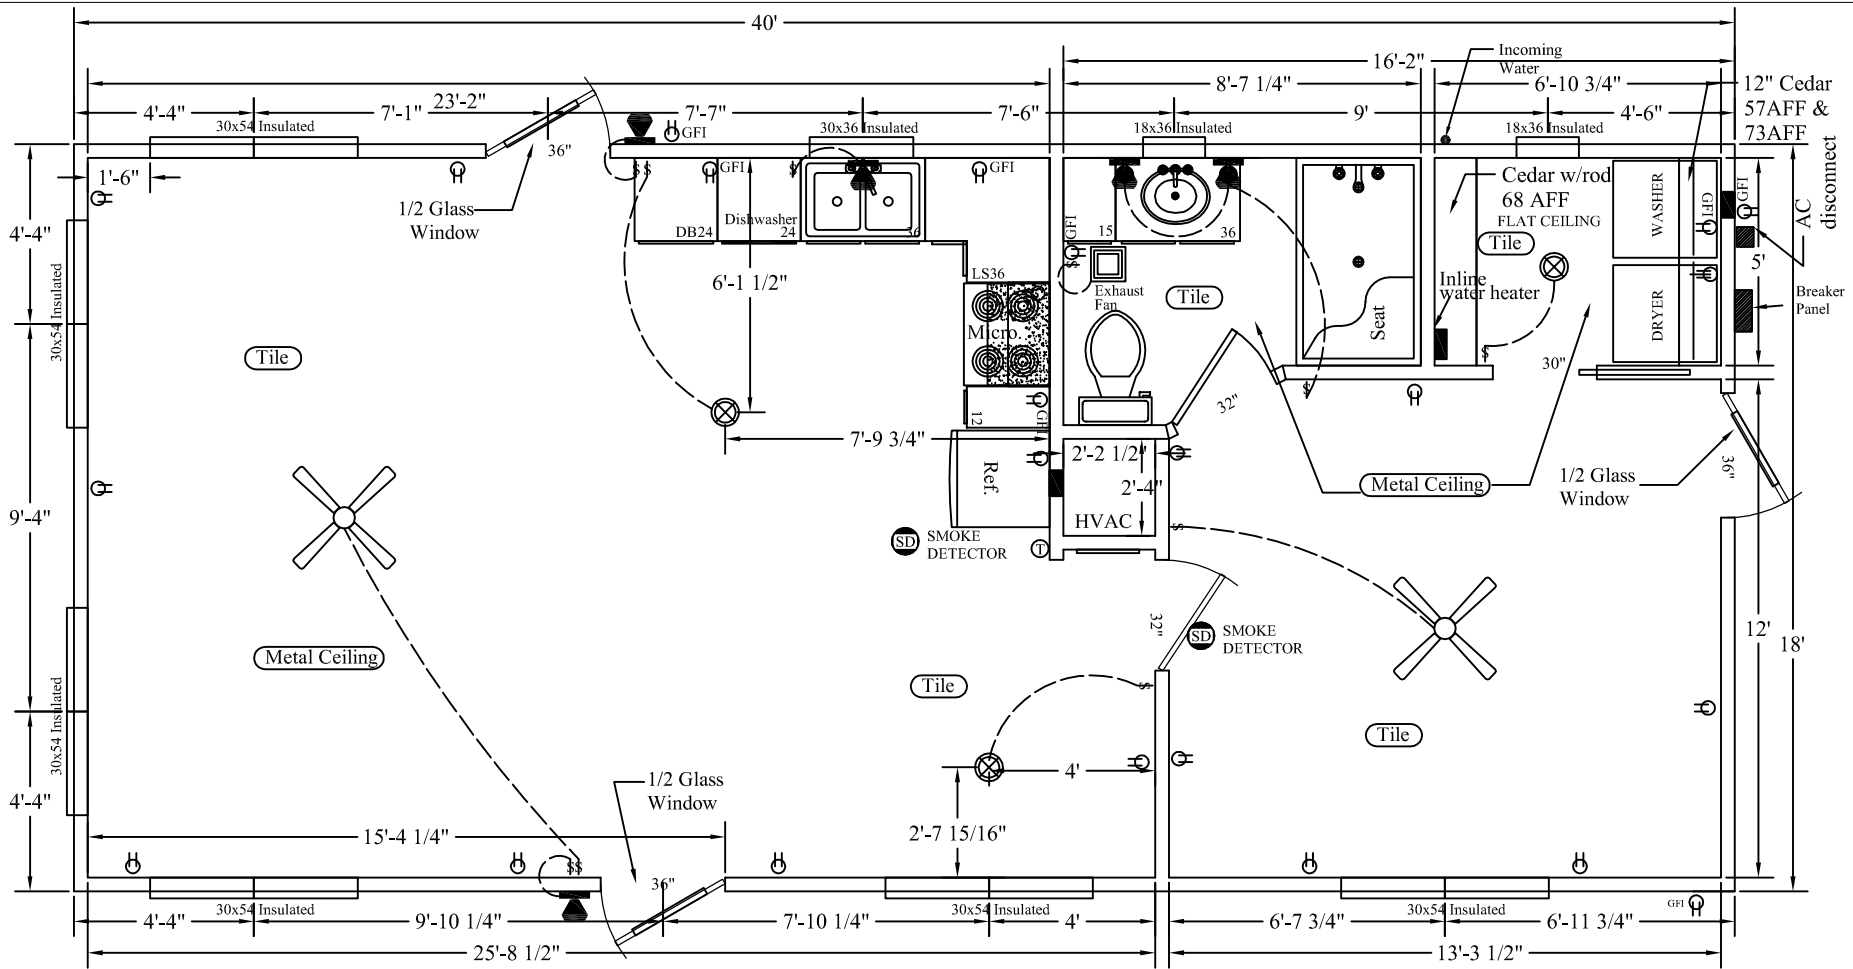 40'
16'-2"
Incoming
Water
23'-2"
8'-7 1/4"
6'-10 3/4"
12" Cedar
57AFF &
73AFF
4'-4"
7'-1"
7'-7"
7'-6"
9'
4'-6"
30x54 Insulated
30x36 Insulated
18x36 Insulated
18x36 Insulated
36"
GFI
1'-6"
1/2 Glass
Window
$$
GFI
$
GFI
Dishwasher
DB24
24
36
GFI
15
36
$
Cedar w/rod
68 AFF
FLAT CEILING
Tile
WASHER
GFI
GFI
AC
disconnect
4'-4"
30x54 Insulated
6'-1 1/2"
LS36
Micro.
Exhaust
Fan
Tile
Seat
Inline
water heater
DRYER
5'
Breaker
Panel
Tile
$
30"
$
32"
12
GFI
7'-9 3/4"
2'-2 1/2"
2'-4"
Ref.
HVAC
Metal Ceiling
1/2 Glass
Window
36"
9'-4"
SD
SMOKE
DETECTOR
T
$
32"
SD
SMOKE
DETECTOR
12'
18'
Metal Ceiling
Tile
$
30x54 Insulated
Tile
4'-4"
1/2 Glass
Window
4'
15'-4 1/4"
2'-7 15/16"
$$
36"
30x54 Insulated
30x54 Insulated
30x54 Insulated
GFI
4'-4"
9'-10 1/4"
7'-10 1/4"
4'
6'-7 3/4"
6'-11 3/4"
25'-8 1/2"
13'-3 1/2"